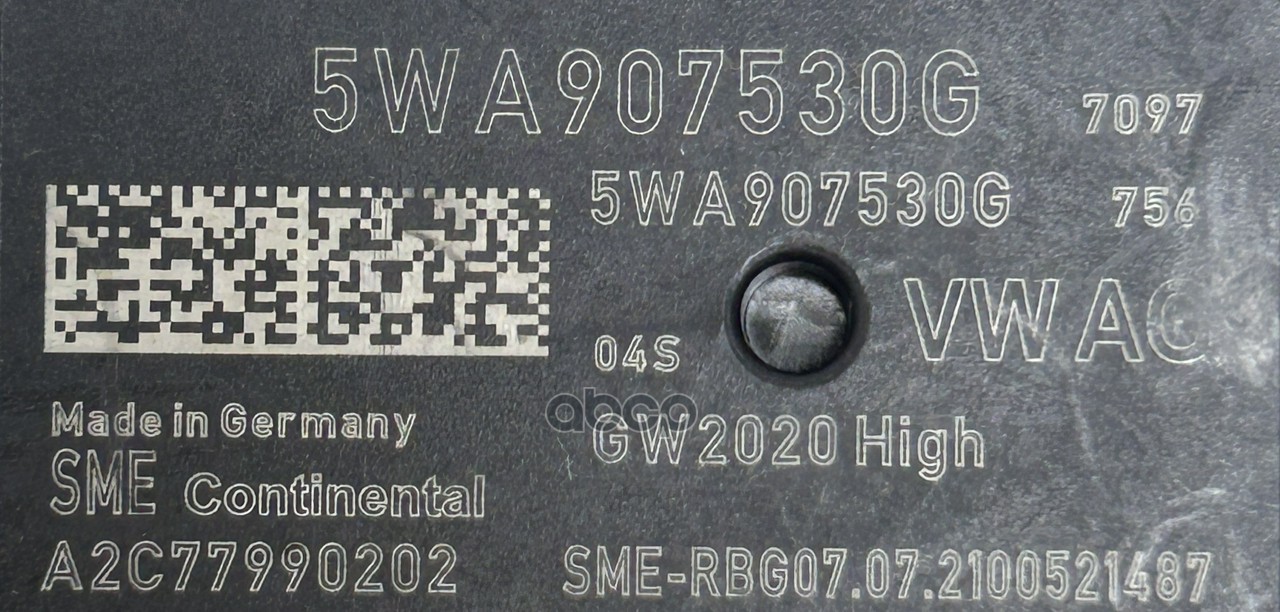 5WA907530G 7097
5WA907530G 756
VW AG
04S
abco
GW2020 High
Made in Germany
SME Continental
A2C77990202
SME-RBG07.07.2100521487